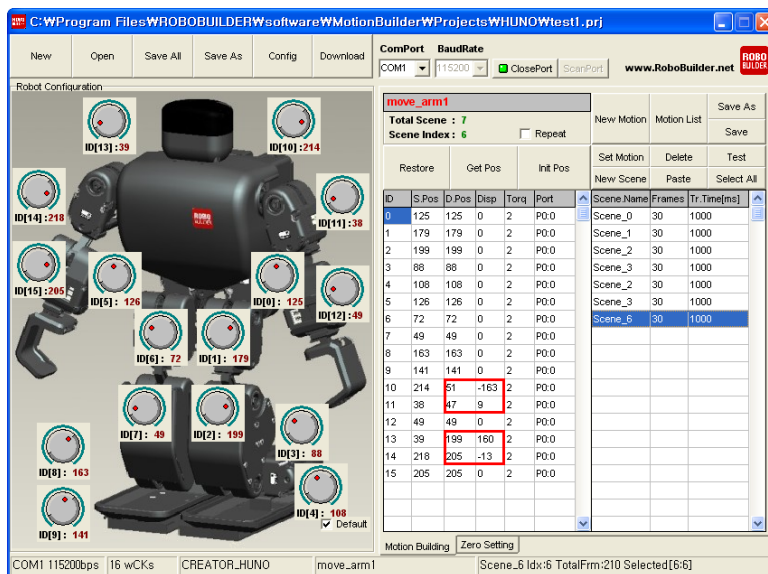 C:₩Program Files₩ROBOBUILDER₩software₩MotionBuilder₩Projects₩HUNO₩test1.prj
New Open Save All Save As Config Download
ComPort BaudRate
COM1 115200 ClosePort ScanPort www.RoboBuilder.net ROBO BUILDER
Robot Configuration
ID[13] : 39
ID[10] : 214
ID[14] : 218
ID[11] : 38
ROBO BUILDER
ID[15] : 205
ID[5] : 126
ID[0] : 125
ID[12] : 49
ID[6] : 72
ID[1] : 179
ID[7] : 49
ID[2] : 199
ID[3] : 88
ID[8] : 163
ID[4] : 108
ID[9] : 141
Default
move_arm1
Total Scene : 7
Scene Index : 6 Repeat
New Motion Motion List Save As
Save
Restore Get Pos Init Pos
Set Motion Delete Test
New Scene Paste Select All
ID S.Pos D.Pos Disp Torq Port
0 125 125 0 2 P0:0
1 179 179 0 2 P0:0
2 199 199 0 2 P0:0
3 88 88 0 2 P0:0
4 108 108 0 2 P0:0
5 126 126 0 2 P0:0
6 72 72 0 2 P0:0
7 49 49 0 2 P0:0
8 163 163 0 2 P0:0
9 141 141 0 2 P0:0
10 214 51 -163 2 P0:0
11 38 47 9 2 P0:0
12 49 49 0 2 P0:0
13 39 199 160 2 P0:0
14 218 205 -13 2 P0:0
15 205 205 0 2 P0:0
Scene.Name Frames Tr.Time[ms]
Scene_0 30 1000
Scene_1 30 1000
Scene_2 30 1000
Scene_3 30 1000
Scene_2 30 1000
Scene_3 30 1000
Scene_6 30 1000
Motion Building Zero Setting
COM1 115200bps 16 wCKs CREATOR_HUNO move_arm1 Scene_6 Idx:6 TotalFrm:210 Selected[6:6]